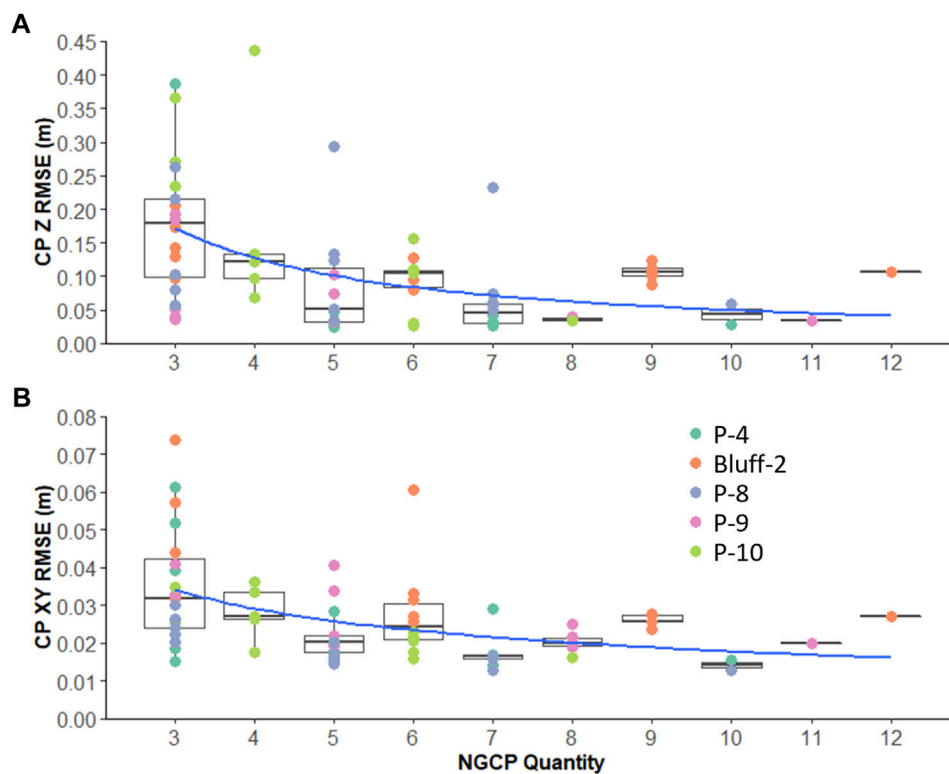 A
CP Z RMSE (m)
0.45
0.40
0.35
0.30
0.25
0.20
0.15
0.10
0.05
0.00
3 4 5 6 7 8 9 10 11 12
B
CP XY RMSE (m)
0.08
0.07
0.06
0.05
0.04
0.03
0.02
0.01
0.00
P-4
Bluff-2
P-8
P-9
P-10
3 4 5 6 7 8 9 10 11 12
NGCP Quantity